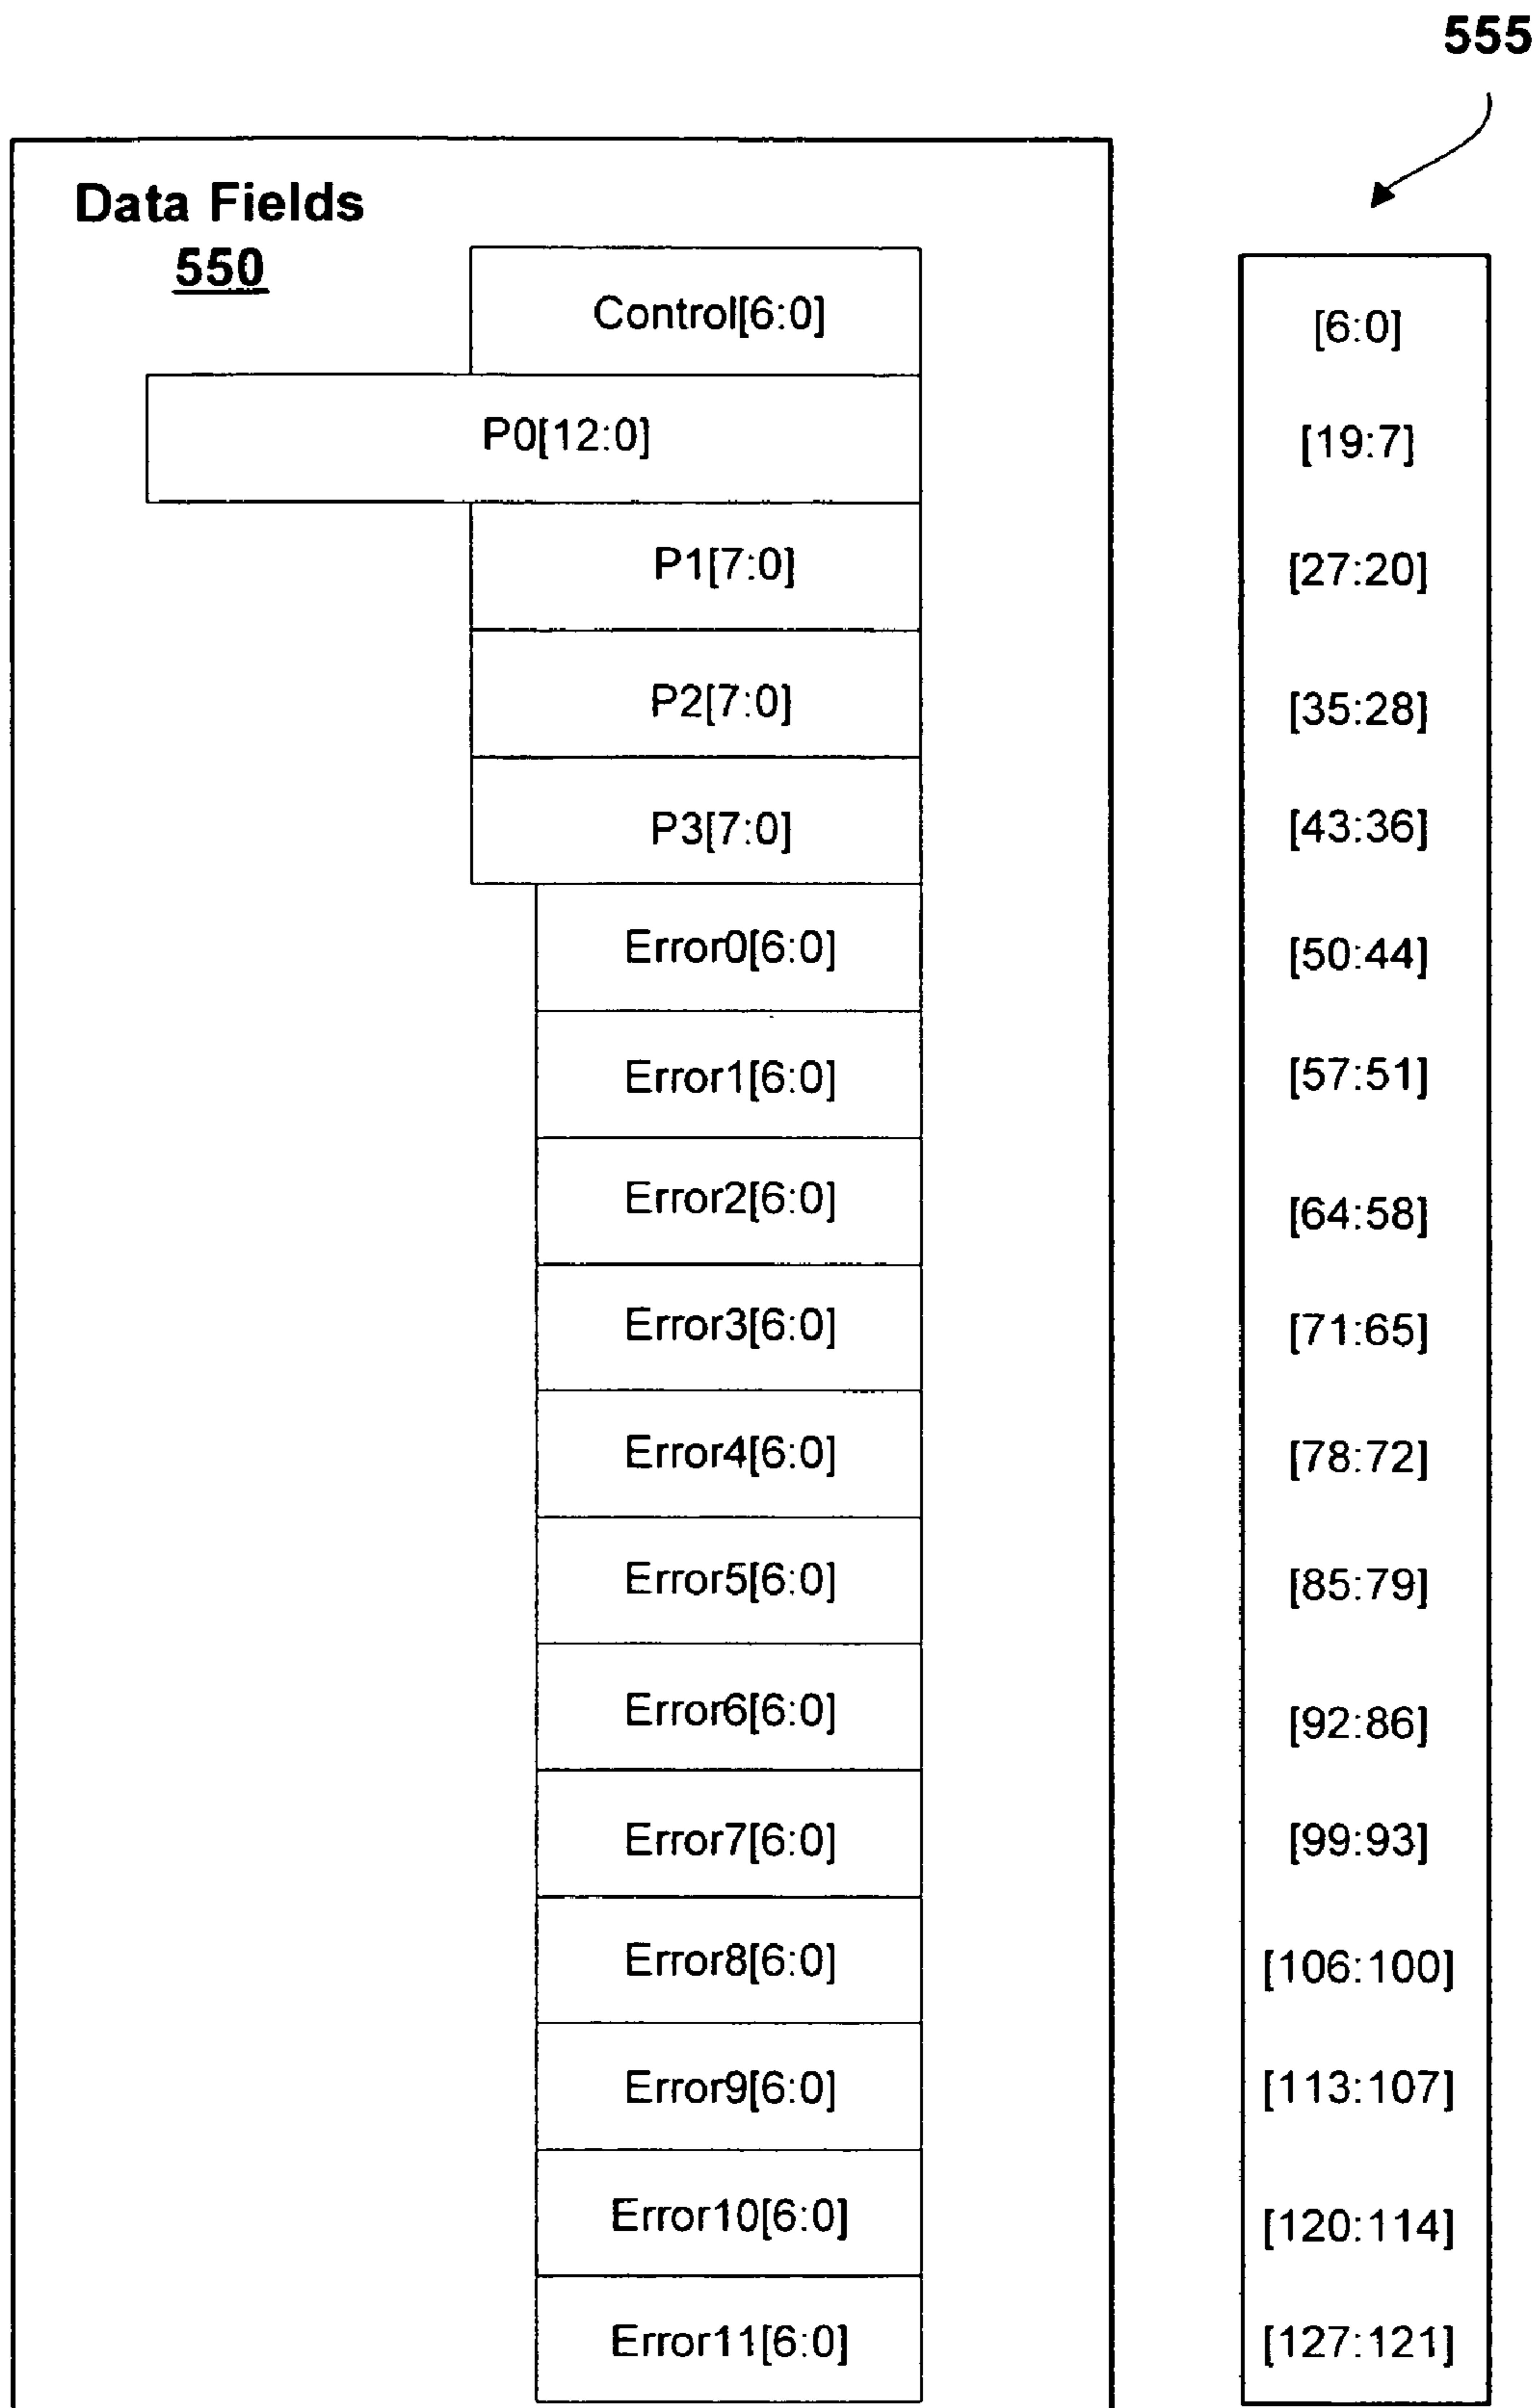 555
Data Fields
550
Control[6:0] [6:0]
P0[12:0] [19:7]
P1[7:0] [27:20]
P2[7:0] [35:28]
P3[7:0] [43:36]
Error0[6:0] [50:44]
Error1[6:0] [57:51]
Error2[6:0] [64:58]
Error3[6:0] [71:65]
Error4[6:0] [78:72]
Error5[6:0] [85:79]
Error6[6:0] [92:86]
Error7[6:0] [99:93]
Error8[6:0] [106:100]
Error9[6:0] [113:107]
Error10[6:0] [120:114]
Error11[6:0] [127:121]